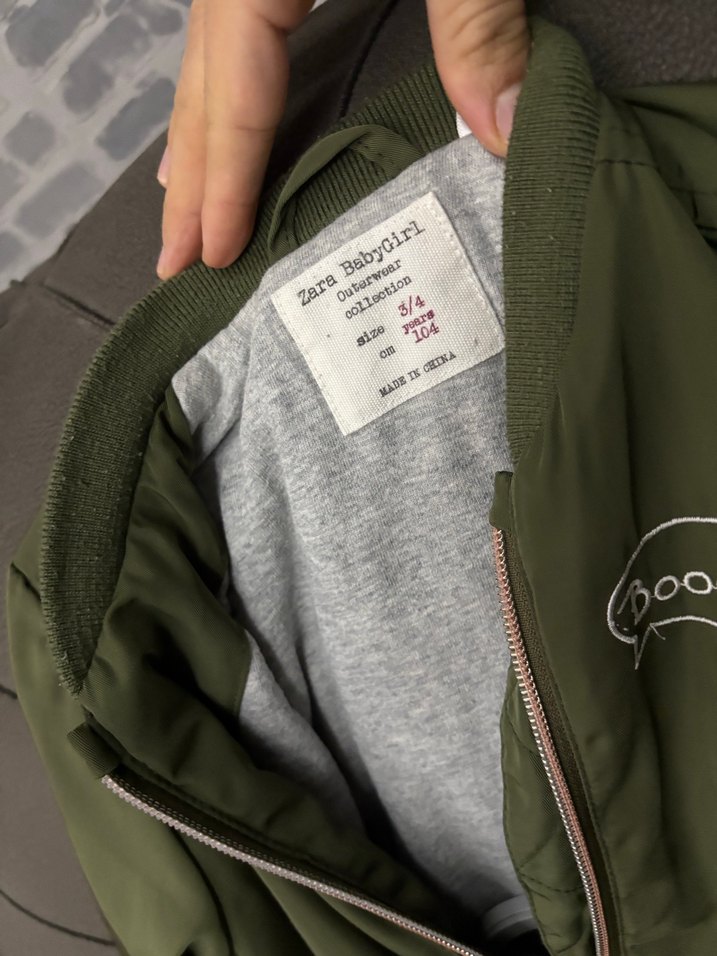 Zara BabyGirl
Outerwear
collection
size 3/4
years
cm 104
MADE IN CHINA